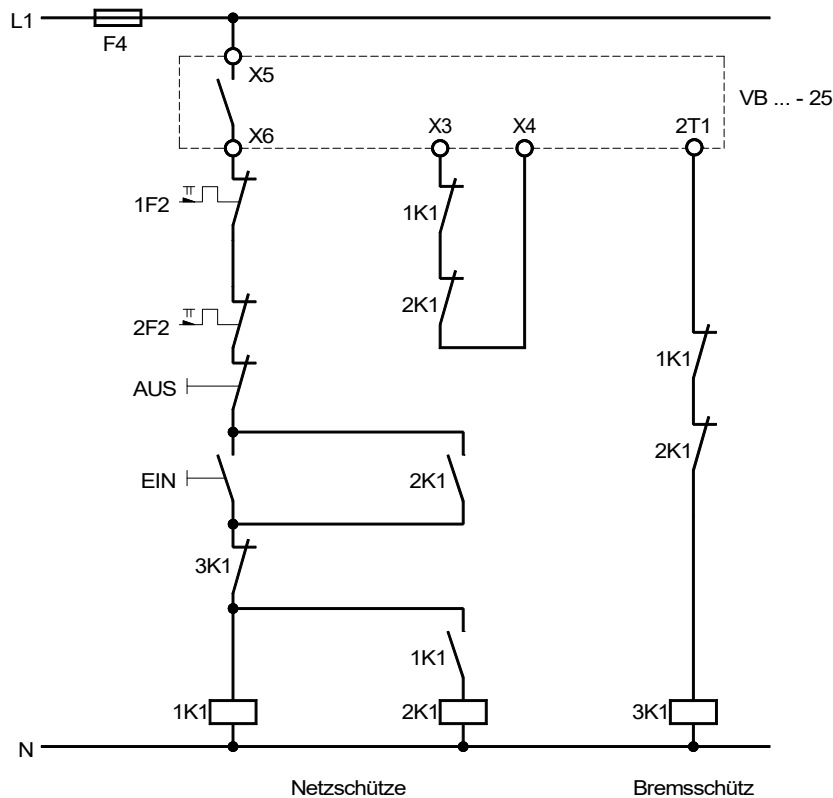 L1
F4
X5
VB ... - 25
X6
X3
X4
2T1
1F2
1K1
2K1
2F2
1K1
AUS
2K1
EIN
2K1
3K1
1K1
1K1
2K1
3K1
N
Netzschütze
Bremsschütz